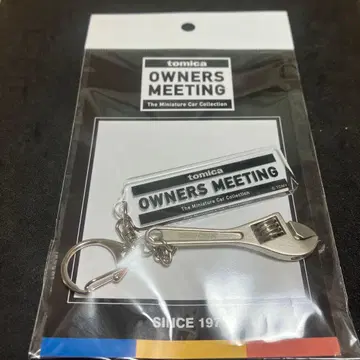 tomica
OWNERS
MEETING
The Miniature Car Collection
tomica
OWNERS MEETING
The Miniature Car Collection
SINCE 197